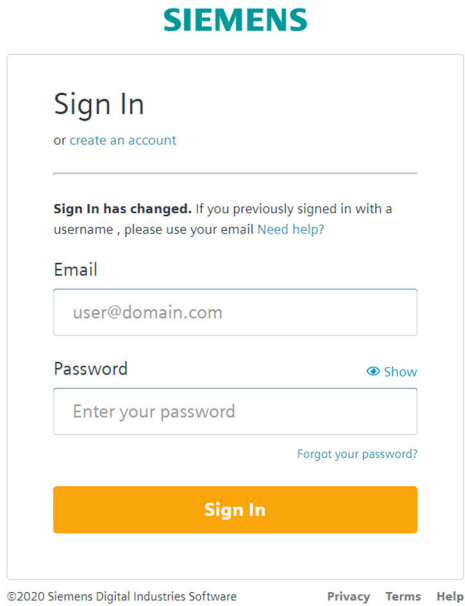 SIEMENS
Sign In
or create an account
Sign In has changed. If you previously signed in with a
username , please use your email Need help?
Email
user@domain.com
Password
Show
Enter your password
Forgot your password?
Sign In
©2020 Siemens Digital Industries Software Privacy Terms Help